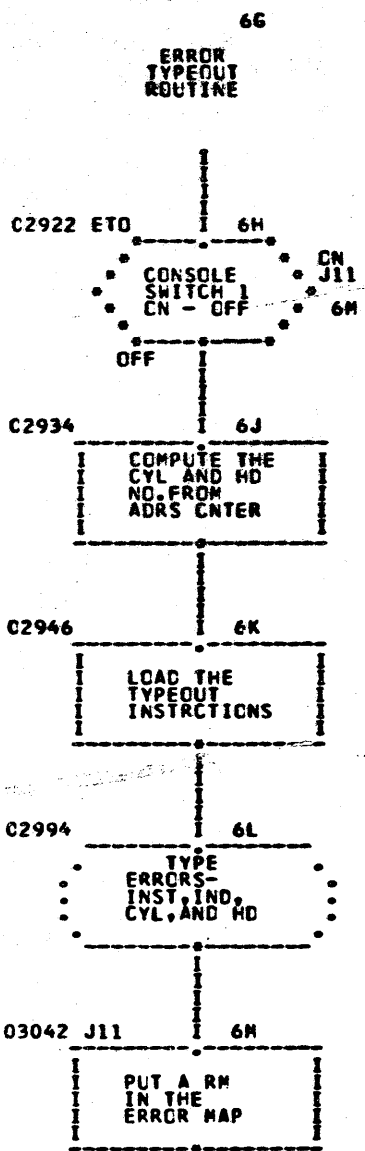 6G
ERROR
TYPEOUT
ROUTINE
C2922 ETO 6H
CONSOLE
SWITCH 1
CN - OFF
CN
J11
6M
OFF
C2934 6J
COMPUTE THE
CYL AND HD
NO.FROM
ADRS CNTER
02946 6K
LOAD THE
TYPEOUT
INSTRCTIONS
C2994 6L
TYPE
ERRORS-
INST,IND,
CYL,AND HD
03042 J11 6M
PUT A RM
IN THE
ERROR MAP